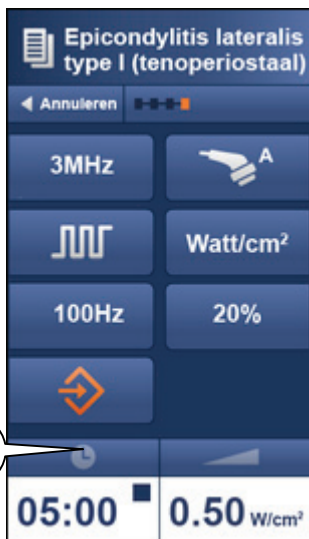 Epicondylitis lateralis
type I (tenoperiostaal)
Annuleren
3MHz
A
Watt/cm²
100Hz
20%
05:00
0.50 W/cm²